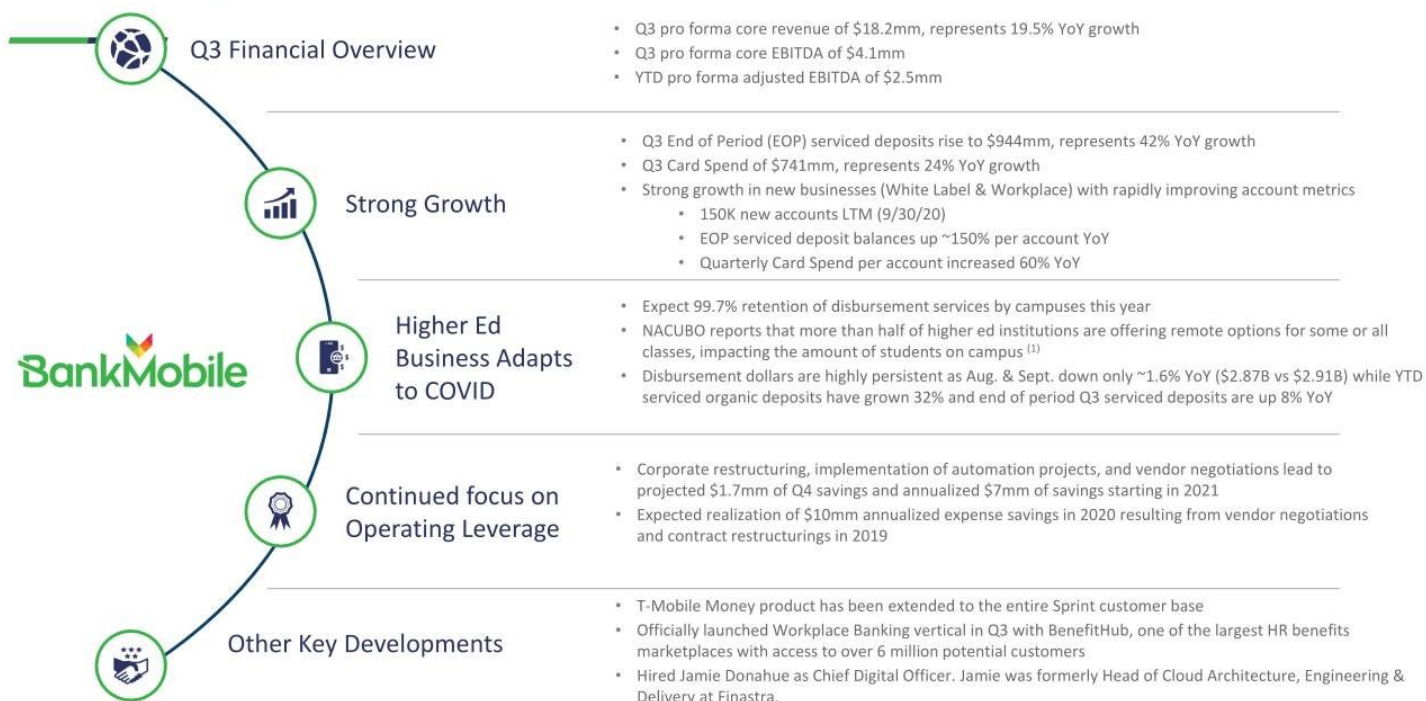 Q3 Financial Overview
• Q3 pro forma core revenue of $18.2mm, represents 19.5% YoY growth
• Q3 pro forma core EBITDA of $4.1mm
• YTD pro forma adjusted EBITDA of $2.5mm
Strong Growth
• Q3 End of Period (EOP) serviced deposits rise to $944mm, represents 42% YoY growth
• Q3 Card Spend of $741mm, represents 24% YoY growth
• Strong growth in new businesses (White Label & Workplace) with rapidly improving account metrics
• 150K new accounts LTM (9/30/20)
• EOP serviced deposit balances up ~150% per account YoY
• Quarterly Card Spend per account increased 60% YoY
BankMobile
Higher Ed
Business Adapts
to COVID
• Expect 99.7% retention of disbursement services by campuses this year
• NACUBO reports that more than half of higher ed institutions are offering remote options for some or all
classes, impacting the amount of students on campus (1)
• Disbursement dollars are highly persistent as Aug. & Sept. down only ~1.6% YoY ($2.87B vs $2.91B) while YTD
serviced organic deposits have grown 32% and end of period Q3 serviced deposits are up 8% YoY
Continued focus on
Operating Leverage
• Corporate restructuring, implementation of automation projects, and vendor negotiations lead to
projected $1.7mm of Q4 savings and annualized $7mm of savings starting in 2021
• Expected realization of $10mm annualized expense savings in 2020 resulting from vendor negotiations
and contract restructurings in 2019
Other Key Developments
• T-Mobile Money product has been extended to the entire Sprint customer base
• Officially launched Workplace Banking vertical in Q3 with BenefitHub, one of the largest HR benefits
marketplaces with access to over 6 million potential customers
• Hired Jamie Donahue as Chief Digital Officer. Jamie was formerly Head of Cloud Architecture, Engineering &
Delivery at Finastra.